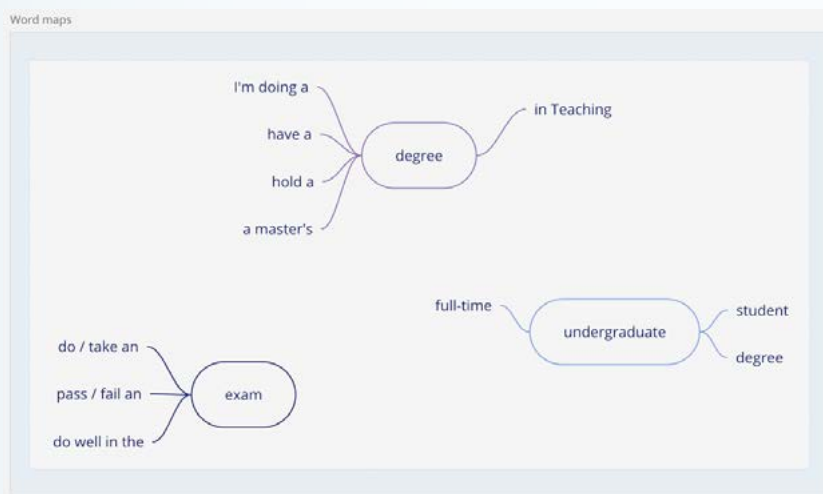 Word maps
I'm doing a
have a
hold a
a master's
degree
in Teaching
full-time
undergraduate
student
degree
do / take an
pass / fail an
do well in the
exam